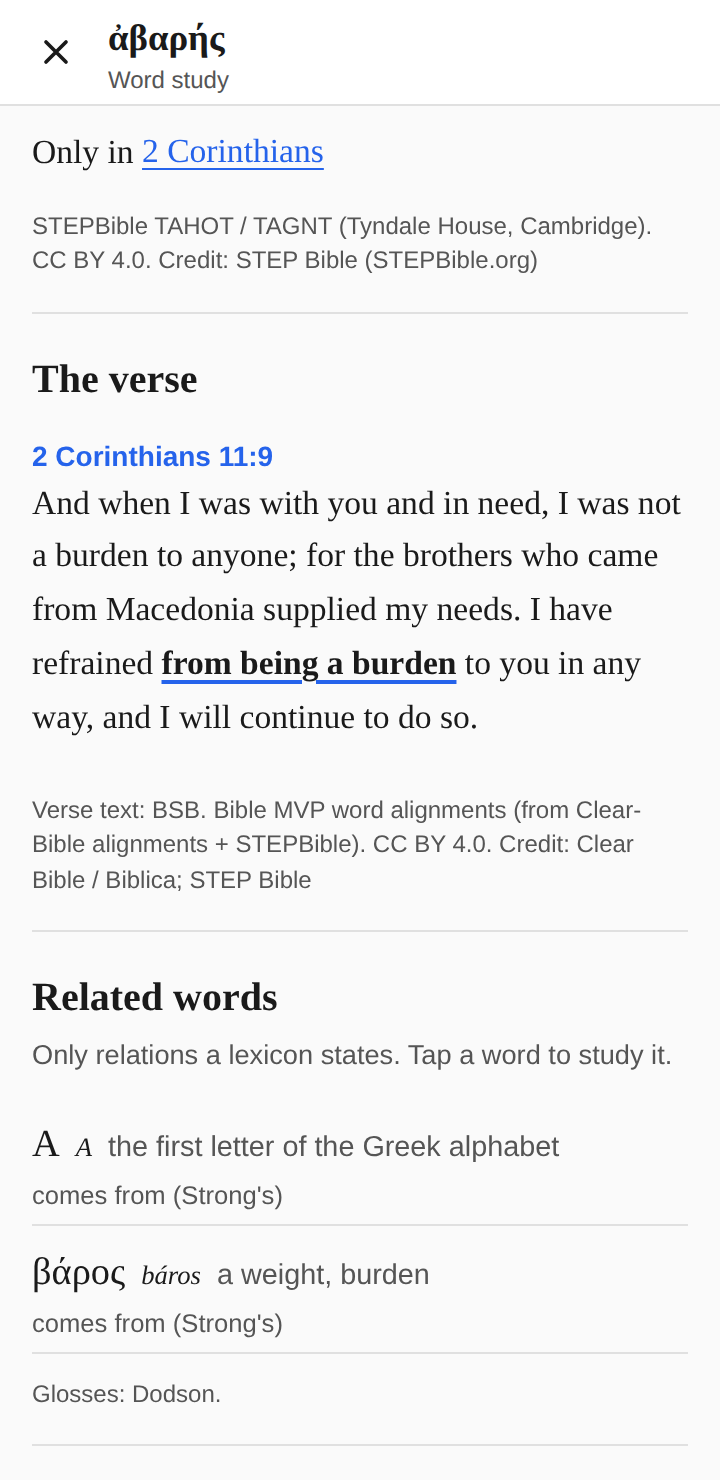 ἀβαρής
Word study
Only in 2 Corinthians
STEPBible TAHOT / TAGNT (Tyndale House, Cambridge).
CC BY 4.0. Credit: STEP Bible (STEPBible.org)
The verse
2 Corinthians 11:9
And when I was with you and in need, I was not
a burden to anyone; for the brothers who came
from Macedonia supplied my needs. I have
refrained from being a burden to you in any
way, and I will continue to do so.
Verse text: BSB. Bible MVP word alignments (from Clear-
Bible alignments + STEPBible). CC BY 4.0. Credit: Clear
Bible / Biblica; STEP Bible
Related words
Only relations a lexicon states. Tap a word to study it.
Α A the first letter of the Greek alphabet
comes from (Strong's)
βάρος báros a weight, burden
comes from (Strong's)
Glosses: Dodson.